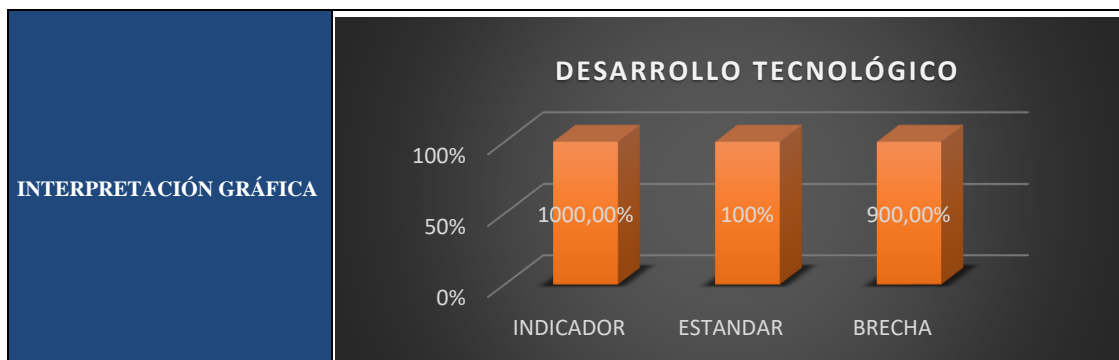 INTERPRETACIÓN GRÁFICA
DESARROLLO TECNOLÓGICO
100%
50%
0%
1000,00%
100%
900,00%
INDICADOR
ESTANDAR
BRECHA